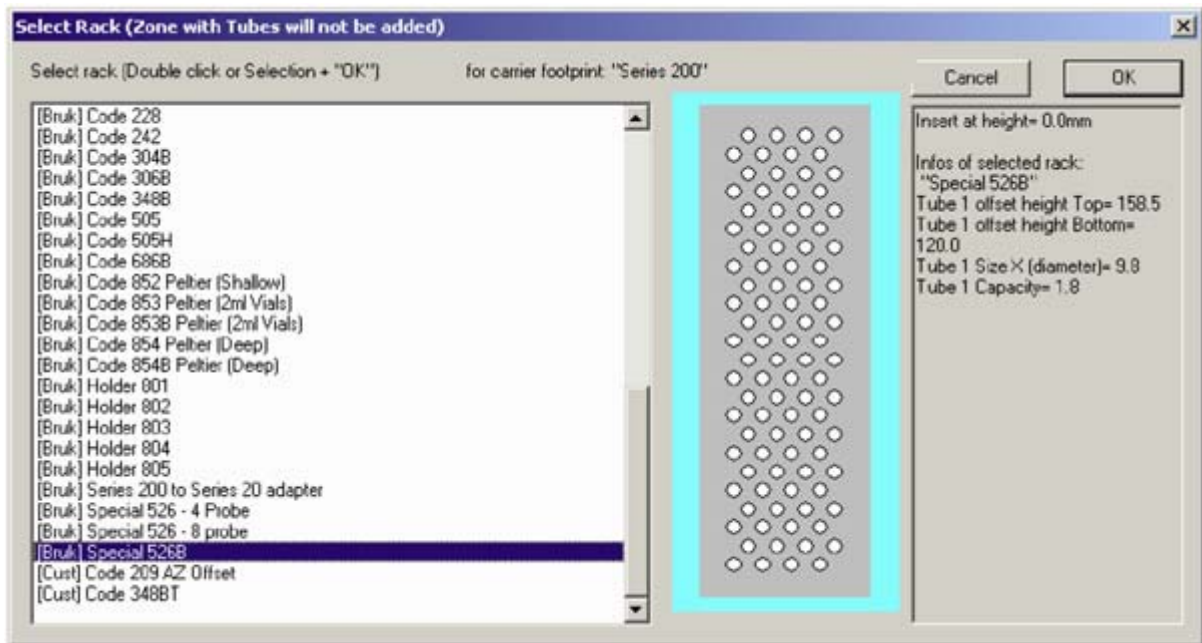 Select Rack (Zone with Tubes will not be added)
Select rack (Double click or Selection + "OK")
for carrier footprint: "Series 200"
Cancel
OK
[Bruk] Code 228
[Bruk] Code 242
[Bruk] Code 304B
[Bruk] Code 306B
[Bruk] Code 348B
[Bruk] Code 505
[Bruk] Code 505H
[Bruk] Code 686B
[Bruk] Code 852 Peltier (Shallow)
[Bruk] Code 853 Peltier (2ml Vials)
[Bruk] Code 853B Peltier (2ml Vials)
[Bruk] Code 854 Peltier (Deep)
[Bruk] Code 854B Peltier (Deep)
[Bruk] Holder 801
[Bruk] Holder 802
[Bruk] Holder 803
[Bruk] Holder 804
[Bruk] Holder 805
[Bruk] Series 200 to Series 20 adapter
[Bruk] Special 526 - 4 Probe
[Bruk] Special 526 - 8 probe
[Bruk] Special 526B
[Cust] Code 209 AZ Offset
[Cust] Code 348BT
Insert at height= 0.0mm
Infos of selected rack:
"Special 526B"
Tube 1 offset height Top= 158.5
Tube 1 offset height Bottom=
120.0
Tube 1 Size X (diameter)= 9.8
Tube 1 Capacity= 1.8